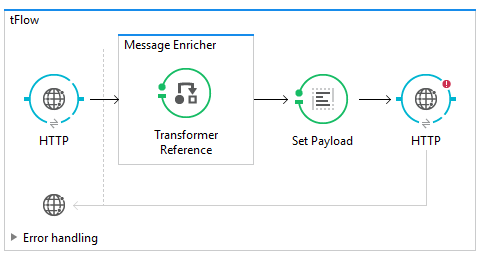 tFlow
Message Enricher
HTTP
Transformer
Reference
Set Payload
HTTP
Error handling